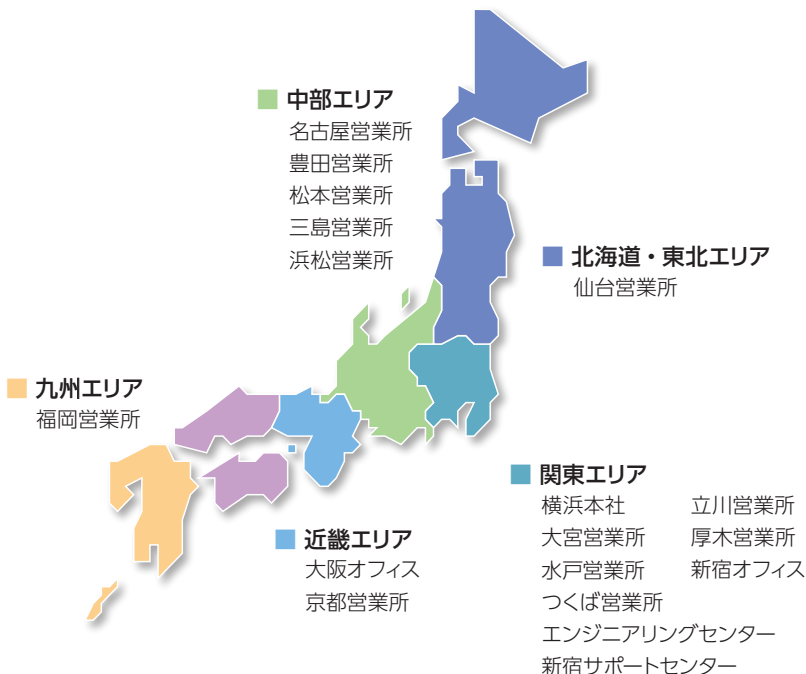 中部エリア
名古屋営業所
豊田営業所
松本営業所
三島営業所
浜松営業所
北海道・東北エリア
仙台営業所
九州エリア
福岡営業所
近畿エリア
大阪オフィス
京都営業所
関東エリア
横浜本社 立川営業所
大宮営業所 厚木営業所
水戸営業所 新宿オフィス
つくば営業所
エンジニアリングセンター
新宿サポートセンター